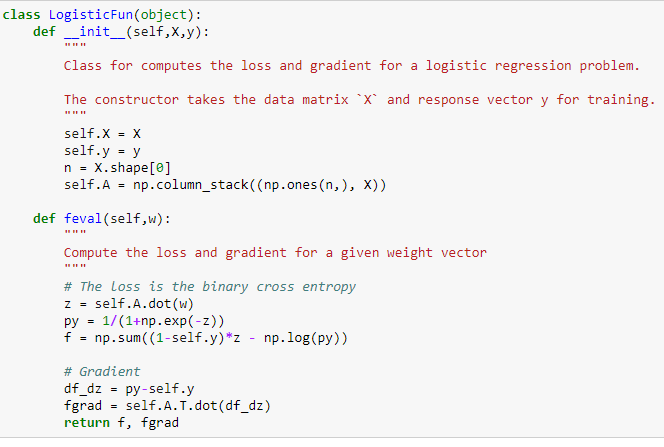 class LogisticFun(object):
    def __init__(self,X,y):
        """
        Class for computes the loss and gradient for a logistic regression problem.

        The constructor takes the data matrix `X` and response vector y for training.
        """
        self.X = X
        self.y = y
        n = X.shape[0]
        self.A = np.column_stack((np.ones(n,), X))

    def feval(self,w):
        """
        Compute the loss and gradient for a given weight vector
        """
        # The loss is the binary cross entropy
        z = self.A.dot(w)
        py = 1/(1+np.exp(-z))
        f = np.sum((1-self.y)*z - np.log(py))

        # Gradient
        df_dz = py-self.y
        fgrad = self.A.T.dot(df_dz)
        return f, fgrad